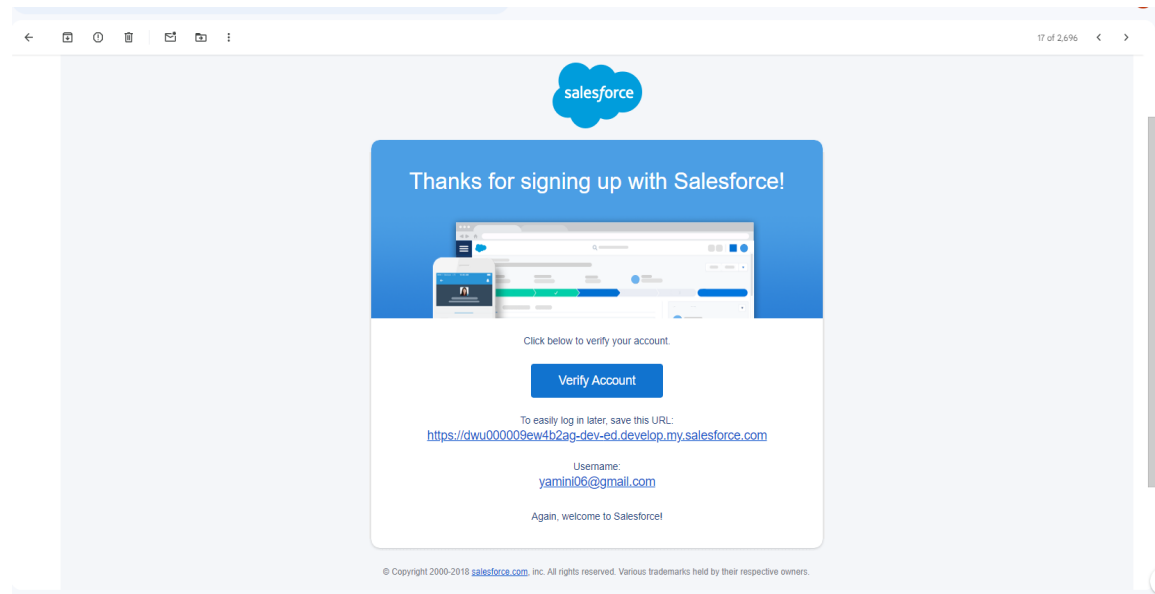 17 of 2,696
salesforce
Thanks for signing up with Salesforce!
Click below to verify your account.
Verify Account
To easily log in later, save this URL:
https://dwu000009ew4b2ag-dev-ed.develop.my.salesforce.com
Username:
yamini06@gmail.com
Again, welcome to Salesforce!
© Copyright 2000-2018 salesforce.com, inc. All rights reserved. Various trademarks held by their respective owners.